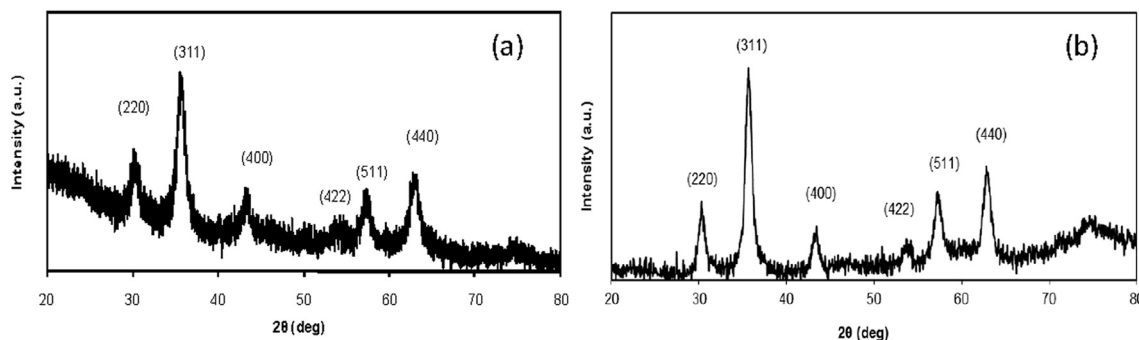 (a)
(311)
(220)
(400)
(422)
(511)
(440)
Intensity (a.u.)
20 30 40 50 60 70 80
2θ (deg)
(b)
(311)
(220)
(400)
(422)
(511)
(440)
Intensity (a.u.)
20 30 40 50 60 70 80
2θ (deg)